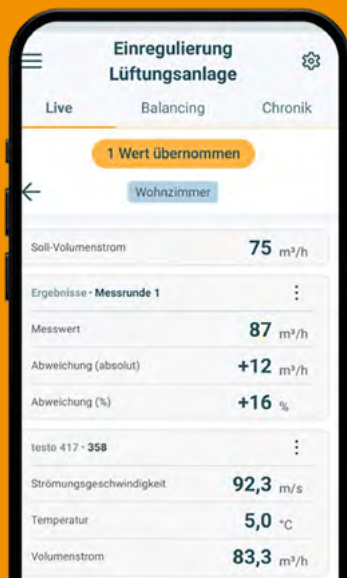 Einregulierung
Lüftungsanlage
Live Balancing Chronik
1 Wert übernommen
Wohnzimmer
Soll-Volumenstrom 75 m³/h
Ergebnisse • Messrunde 1
Messwert 87 m³/h
Abweichung (absolut) +12 m³/h
Abweichung (%) +16 %
testo 417 • 358
Strömungsgeschwindigkeit 92,3 m/s
Temperatur 5,0 °C
Volumenstrom 83,3 m³/h